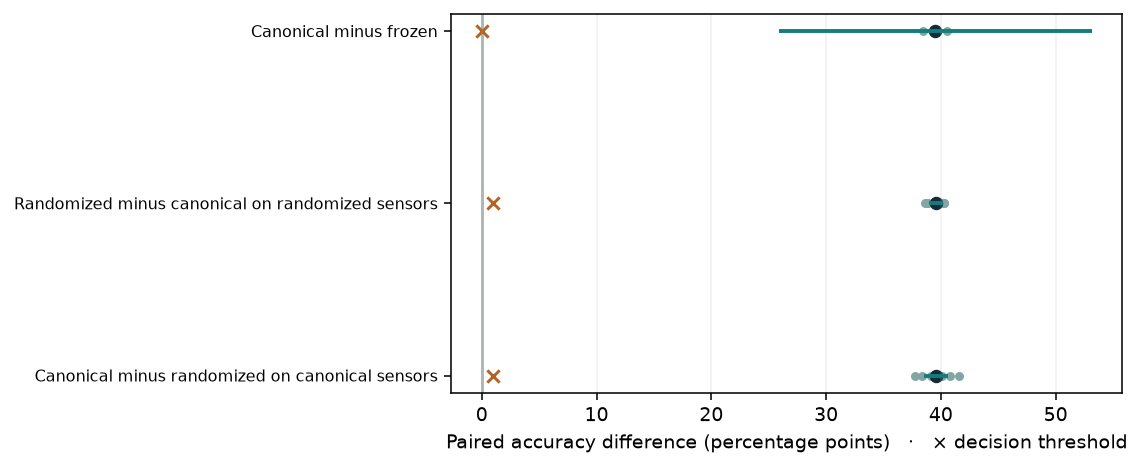 Canonical minus frozen
Randomized minus canonical on randomized sensors
Canonical minus randomized on canonical sensors
0 10 20 30 40 50
Paired accuracy difference (percentage points) · × decision threshold